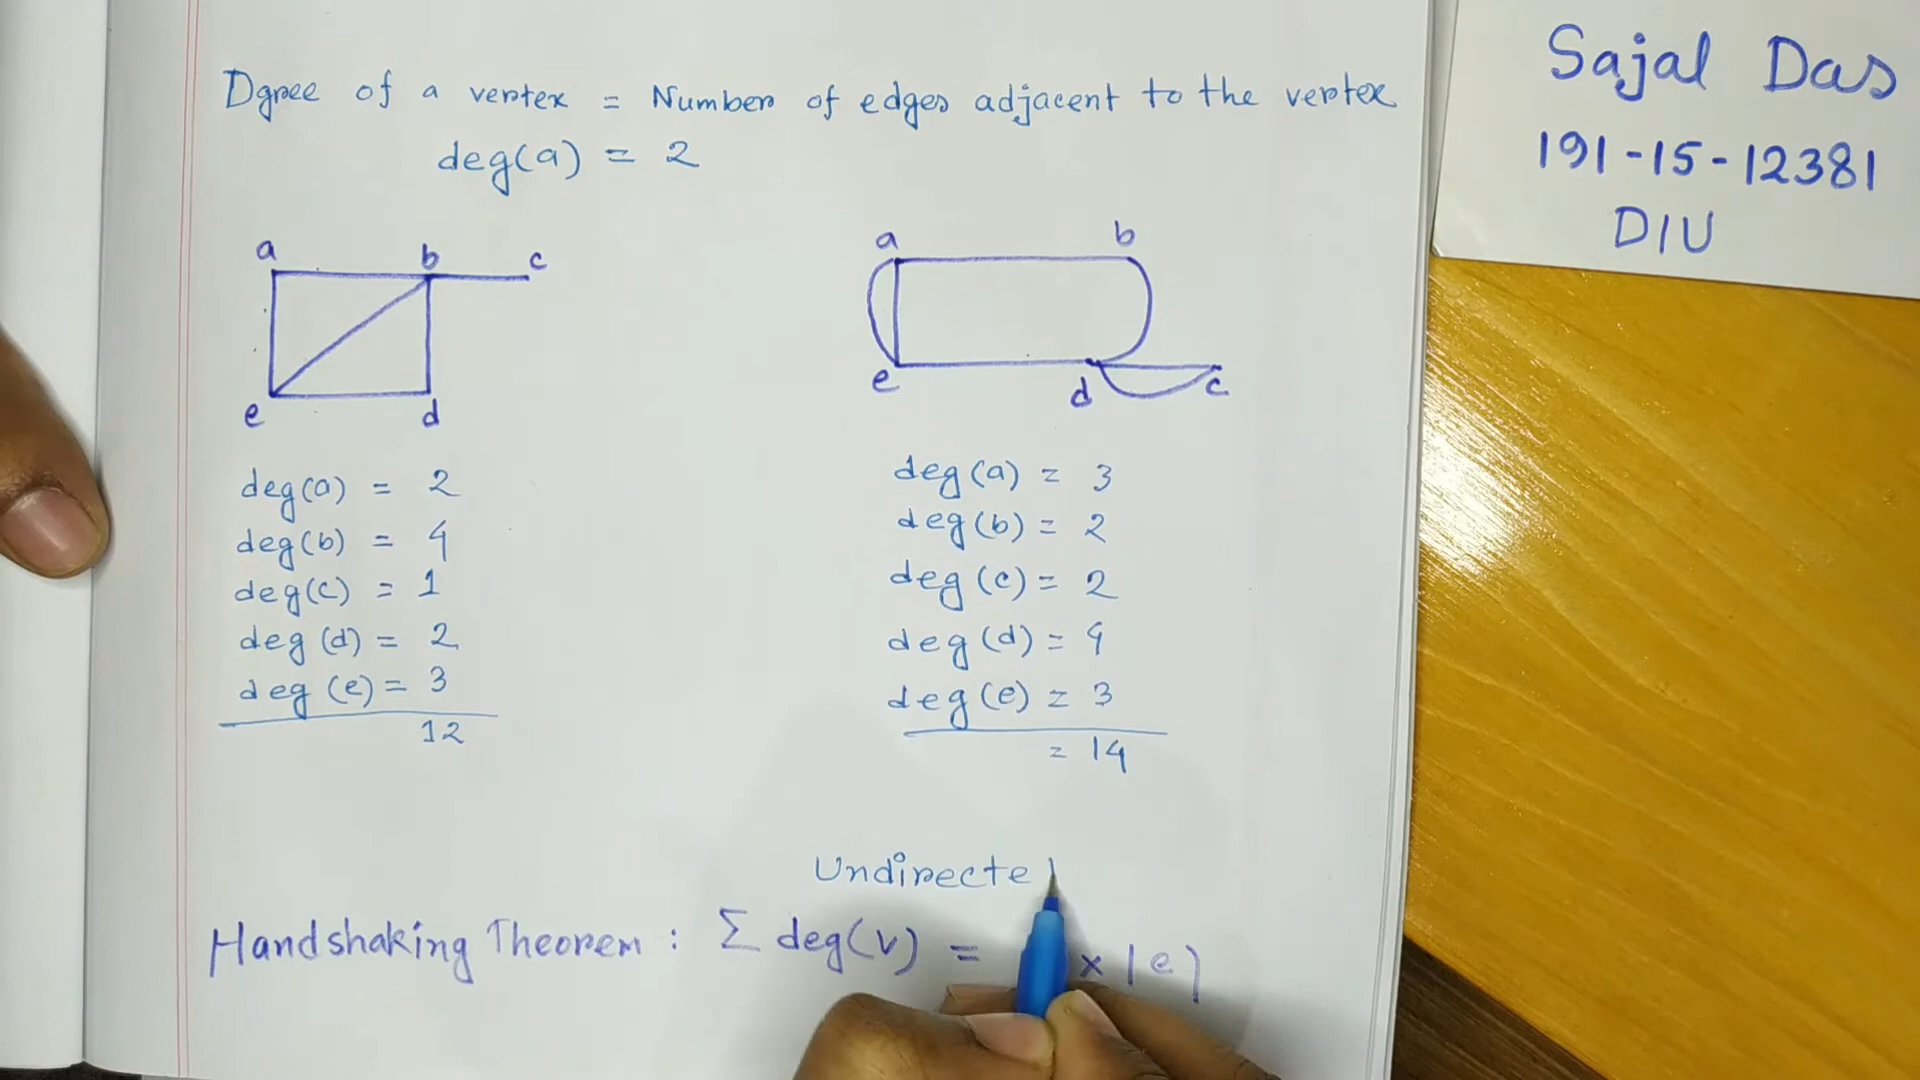 Dgree of a vertex = Number of edges adjacent to the vertex
deg(a) = 2
a b c
e d
deg(a) = 2
deg(b) = 4
deg(c) = 1
deg(d) = 2
deg(e) = 3
12
a b
e d c
deg(a) = 3
deg(b) = 2
deg(c) = 2
deg(d) = 4
deg(e) = 3
= 14
Undirecte
Handshaking Theorem : Σ deg(v) = × |e|
Sajal Das
191-15-12381
DIU